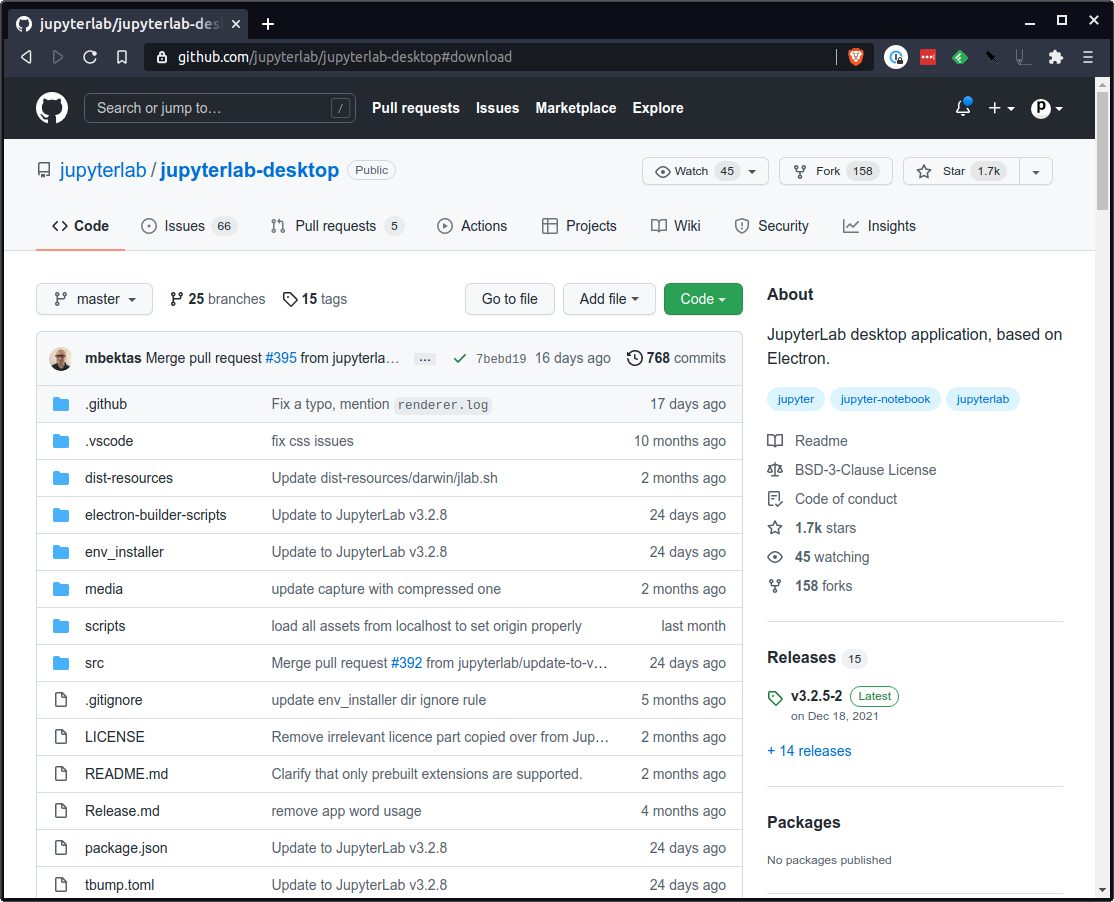 jupyterlab/jupyterlab-des
github.com/jupyterlab/jupyterlab-desktop#download
Search or jump to… / Pull requests Issues Marketplace Explore
jupyterlab / jupyterlab-desktop Public Watch 45 Fork 158 Star 1.7k
Code Issues 66 Pull requests 5 Actions Projects Wiki Security Insights
master 25 branches 15 tags Go to file Add file Code
mbektas Merge pull request #395 from jupyterla… … 7bebd19 16 days ago 768 commits
.github Fix a typo, mention renderer.log 17 days ago
.vscode fix css issues 10 months ago
dist-resources Update dist-resources/darwin/jlab.sh 2 months ago
electron-builder-scripts Update to JupyterLab v3.2.8 24 days ago
env_installer Update to JupyterLab v3.2.8 24 days ago
media update capture with compressed one 2 months ago
scripts load all assets from localhost to set origin properly last month
src Merge pull request #392 from jupyterlab/update-to-v… 24 days ago
.gitignore update env_installer dir ignore rule 5 months ago
LICENSE Remove irrelevant licence part copied over from Jup… 2 months ago
README.md Clarify that only prebuilt extensions are supported. 2 months ago
Release.md remove app word usage 4 months ago
package.json Update to JupyterLab v3.2.8 24 days ago
tbump.toml Update to JupyterLab v3.2.8 24 days ago
About
JupyterLab desktop application, based on
Electron.
jupyter jupyter-notebook jupyterlab
Readme
BSD-3-Clause License
Code of conduct
1.7k stars
45 watching
158 forks
Releases 15
v3.2.5-2 Latest
on Dec 18, 2021
+ 14 releases
Packages
No packages published